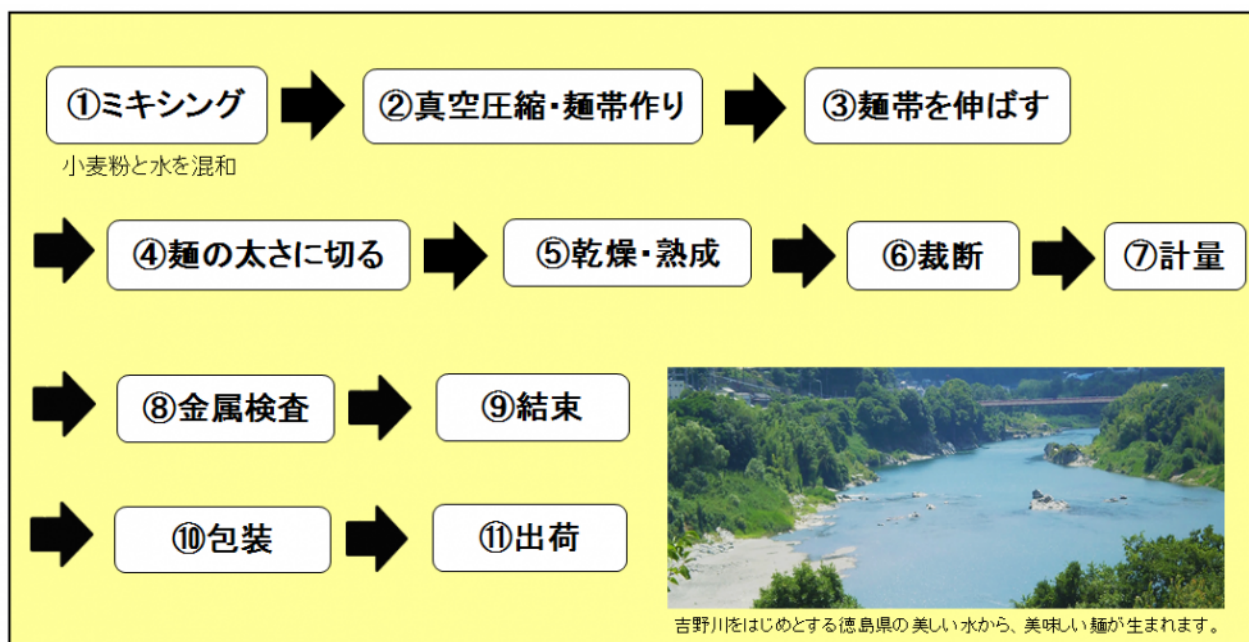 ①ミキシング
②真空圧縮・麺帯作り
③麺帯を伸ばす
小麦粉と水を混和
④麺の太さに切る
⑤乾燥・熟成
⑥裁断
⑦計量
⑧金属検査
⑨結束
⑩包装
⑪出荷
吉野川をはじめとする徳島県の美しい水から、美味しい麺が生まれます。